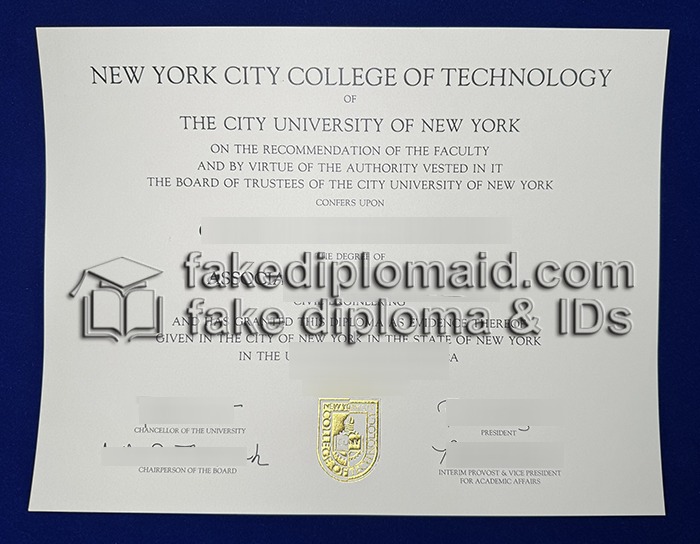 NEW YORK CITY COLLEGE OF TECHNOLOGY
OF
THE CITY UNIVERSITY OF NEW YORK
ON THE RECOMMENDATION OF THE FACULTY
AND BY VIRTUE OF THE AUTHORITY VESTED IN IT
THE BOARD OF TRUSTEES OF THE CITY UNIVERSITY OF NEW YORK
CONFERS UPON
THE DEGREE OF
fakediplomaid.com
ASSOCIA
CIVIL ENGINEERING
fake diploma & IDs
AND HAS GRANTED THIS DIPLOMA AS EVIDENCE THEREOF
GIVEN IN THE CITY OF NEW YORK IN THE STATE OF NEW YORK
IN THE U A
CHANCELLOR OF THE UNIVERSITY
PRESIDENT
CHAIRPERSON OF THE BOARD
INTERIM PROVOST & VICE PRESIDENT
FOR ACADEMIC AFFAIRS